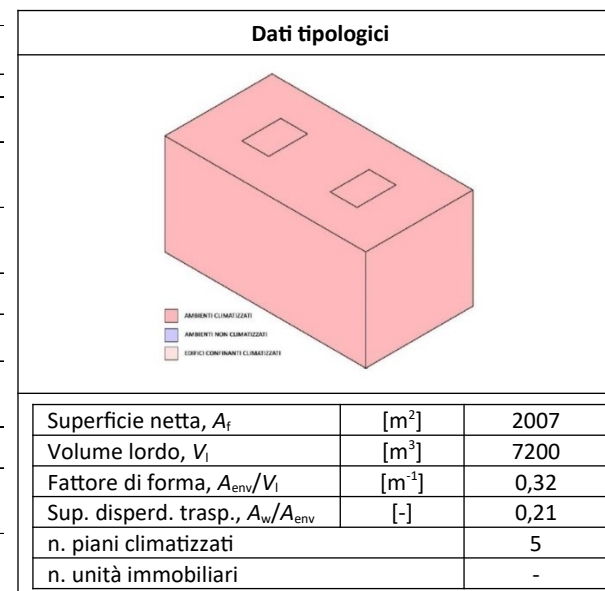 Dati tipologici
AMBIENTI CLIMATIZZATI
AMBIENTI NON CLIMATIZZATI
EDIFICI CONFINANTI CLIMATIZZATI
Superficie netta, Af [m²] 2007
Volume lordo, Vl [m³] 7200
Fattore di forma, Aenv/Vl [m⁻¹] 0,32
Sup. disperd. trasp., Aw/Aenv [-] 0,21
n. piani climatizzati 5
n. unità immobiliari -